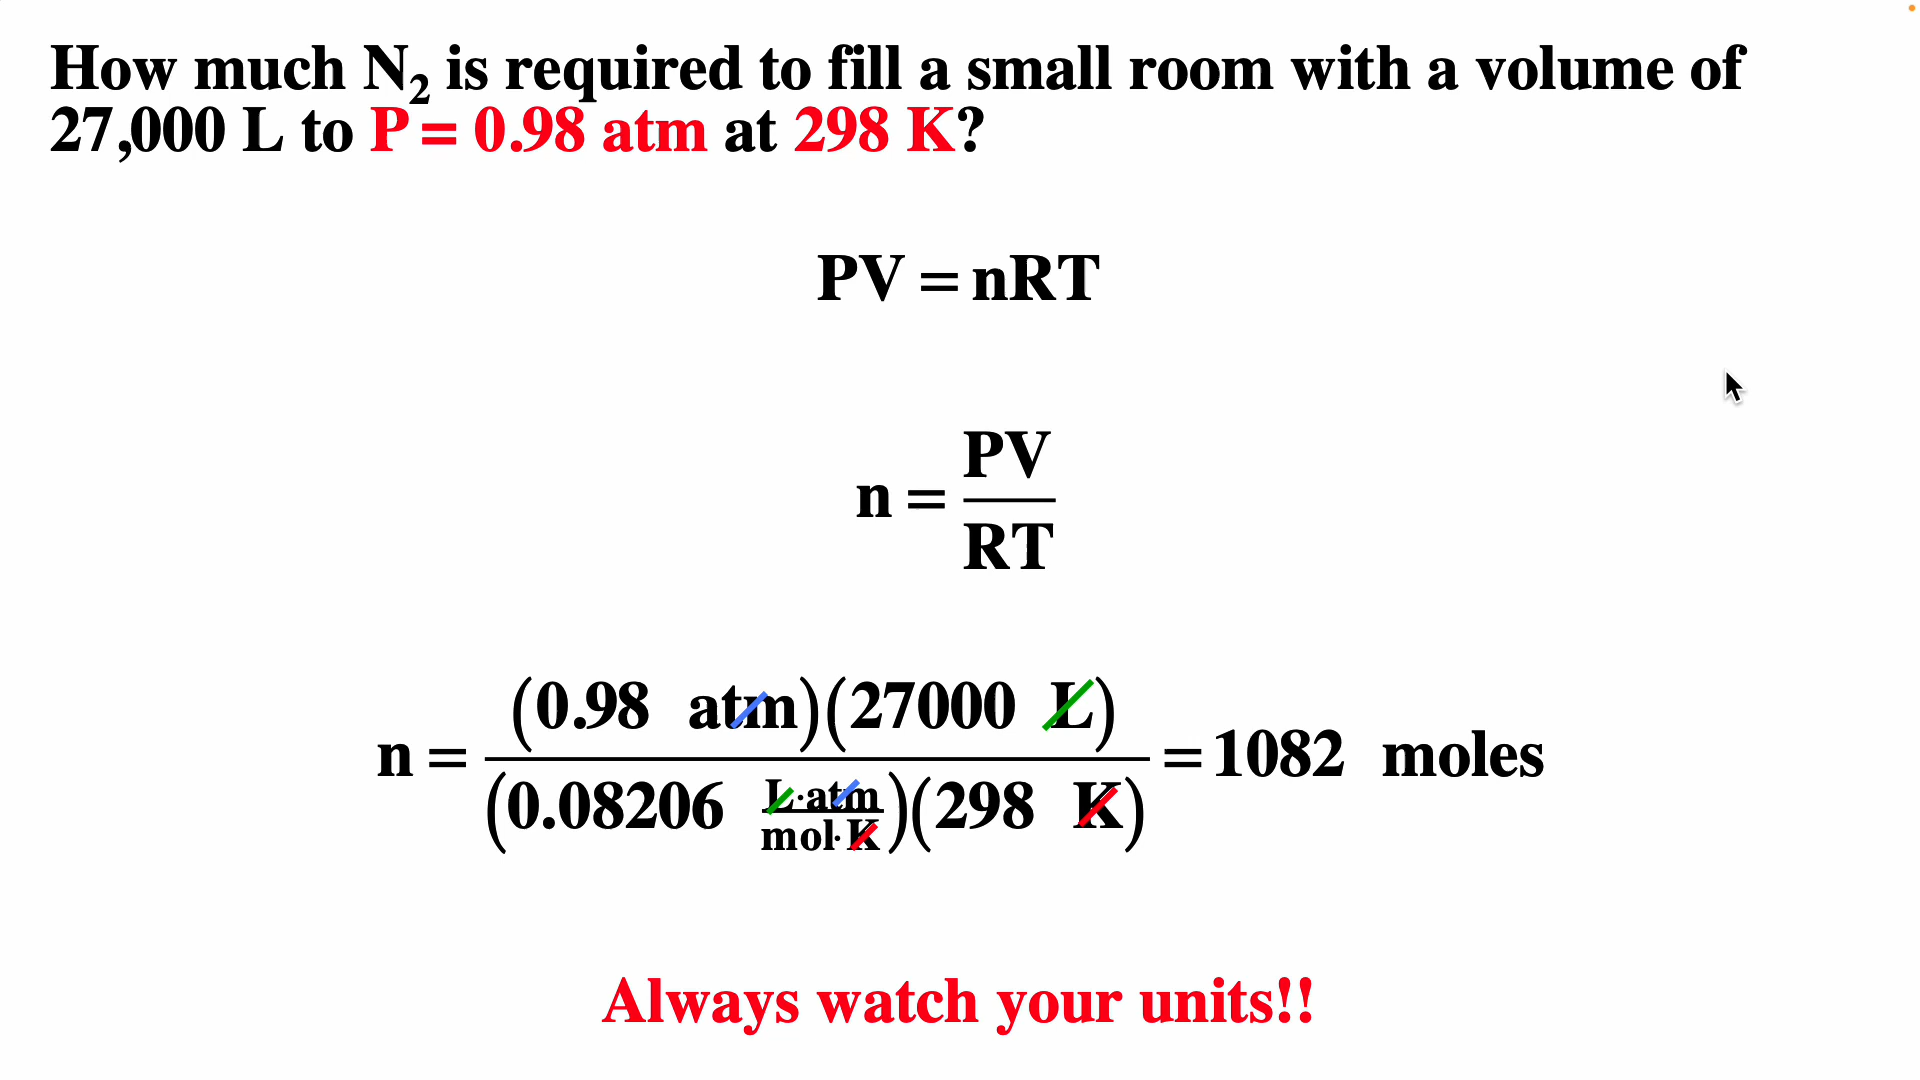 How much N₂ is required to fill a small room with a volume of
27,000 L to P = 0.98 atm at 298 K?
PV = nRT
n = PV / RT
n = (0.98 atm)(27000 L) / (0.08206 L·atm / mol·K)(298 K) = 1082 moles
Always watch your units!!